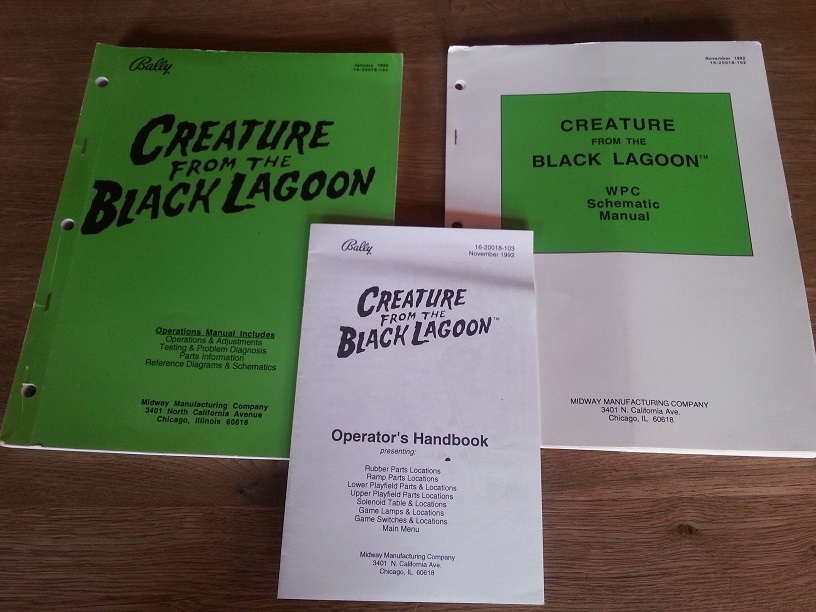 Bally
January 1993
16-20018-101
CREATURE
FROM THE
BLACK LAGOON
Operations Manual Includes
Operations & Adjustments
Testing & Problem Diagnosis
Parts Information
Reference Diagrams & Schematics
Midway Manufacturing Company
3401 North California Avenue
Chicago, Illinois 60618
November 1992
16-20018-102
CREATURE
FROM THE
BLACK LAGOON™
WPC
Schematic
Manual
MIDWAY MANUFACTURING COMPANY
3401 N. California Ave.
Chicago, IL 60618
Bally
16-20018-103
November 1992
CREATURE
FROM THE
BLACK LAGOON™
Operator's Handbook
presenting:
Rubber Parts Locations
Ramp Parts Locations
Lower Playfield Parts & Locations
Upper Playfield Parts Locations
Solenoid Table & Locations
Game Lamps & Locations
Game Switches & Locations
Main Menu
Midway Manufacturing Company
3401 N. California Ave.
Chicago, IL 60618